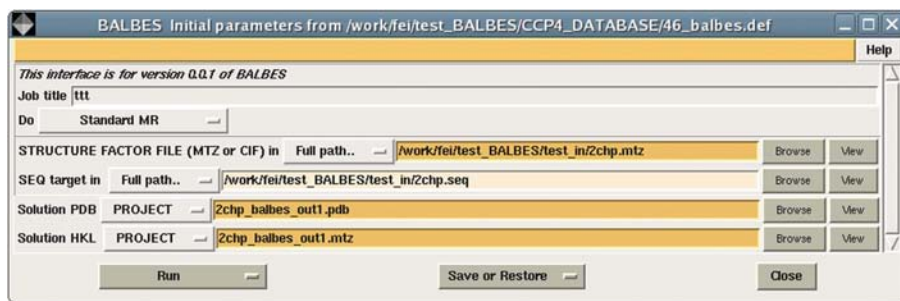 BALBES Initial parameters from /work/fei/test_BALBES/CCP4_DATABASE/46_balbes.def
Help
This interface is for version 0.0.1 of BALBES
Job title ttt
Do Standard MR
STRUCTURE FACTOR FILE (MTZ or CIF) in Full path.. /work/fei/test_BALBES/test_in/2chp.mtz Browse View
SEQ target in Full path.. /work/fei/test_BALBES/test_in/2chp.seq Browse View
Solution PDB PROJECT 2chp_balbes_out1.pdb Browse View
Solution HKL PROJECT 2chp_balbes_out1.mtz Browse View
Run Save or Restore Close